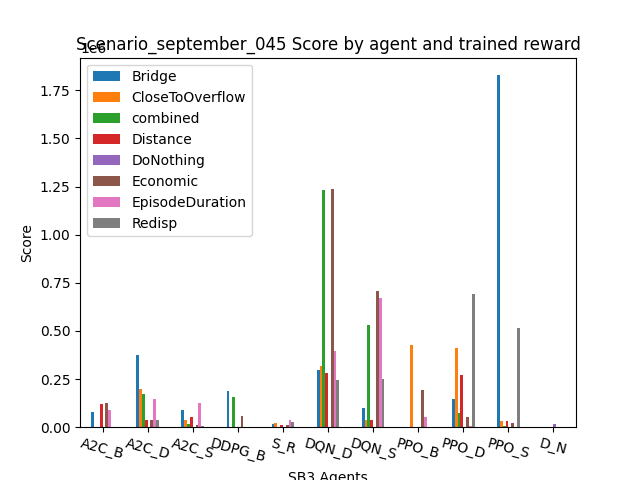 Scenario_september_045 Score by agent and trained reward
1e6
Bridge
CloseToOverflow
combined
Distance
DoNothing
Economic
EpisodeDuration
Redisp
1.75
1.50
1.25
1.00
0.75
0.50
0.25
0.00
Score
A2C_B A2C_D A2C_S DDPG_B S_R DQN_D DQN_S PPO_B PPO_D PPO_S D_N
SB3 Agents